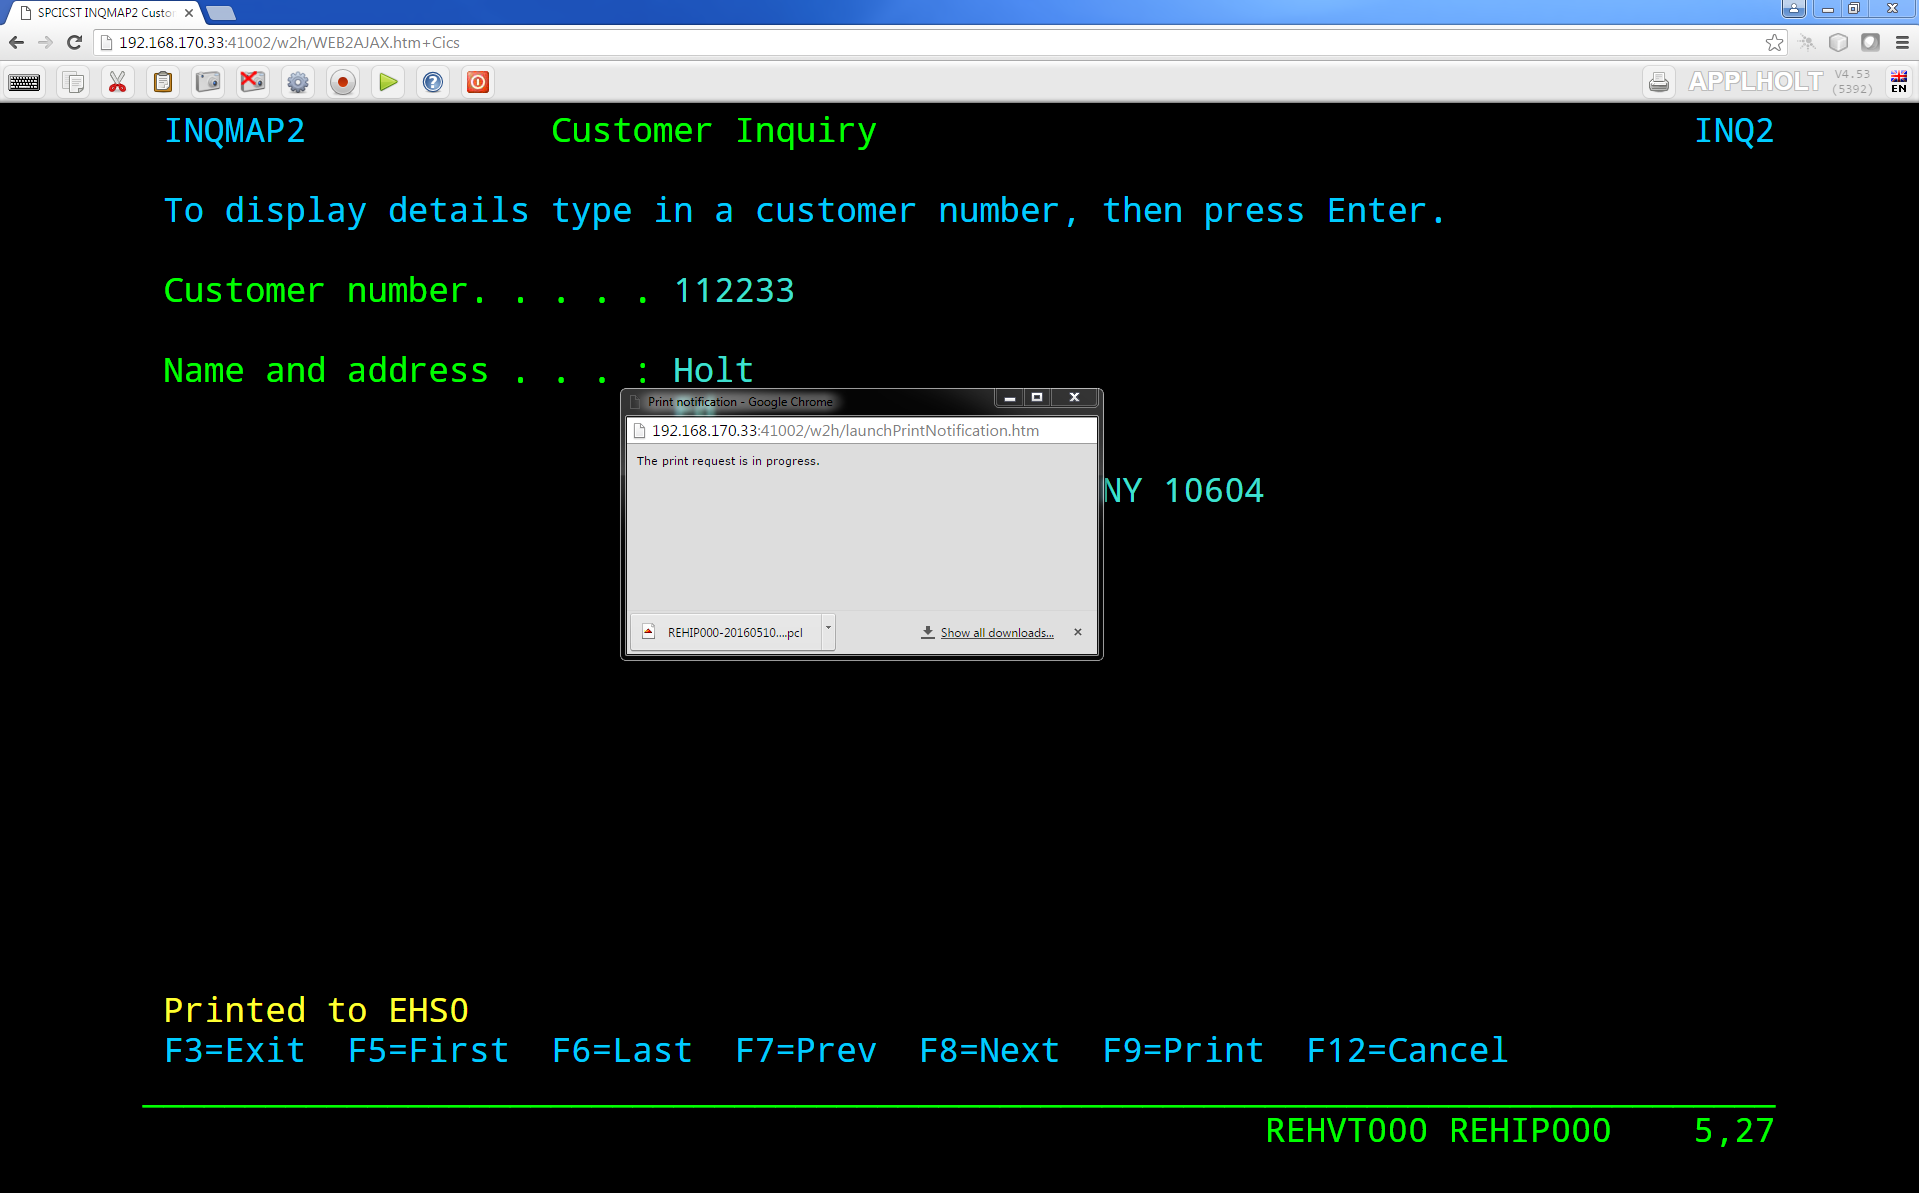 SPCICST INQMAP2 Custo
192.168.170.33:41002/w2h/WEB2AJAX.htm+Cics
APPLHOLT V4.53
(5392)
EN
INQMAP2 Customer Inquiry INQ2
To display details type in a customer number, then press Enter.
Customer number. . . . . 112233
Name and address . . . : Holt
Print notification - Google Chrome
192.168.170.33:41002/w2h/launchPrintNotification.htm
The print request is in progress.
NY 10604
REHIP000-20160510....pcl Show all downloads...
Printed to EHS0
F3=Exit F5=First F6=Last F7=Prev F8=Next F9=Print F12=Cancel
REHVT000 REHIP000 5,27